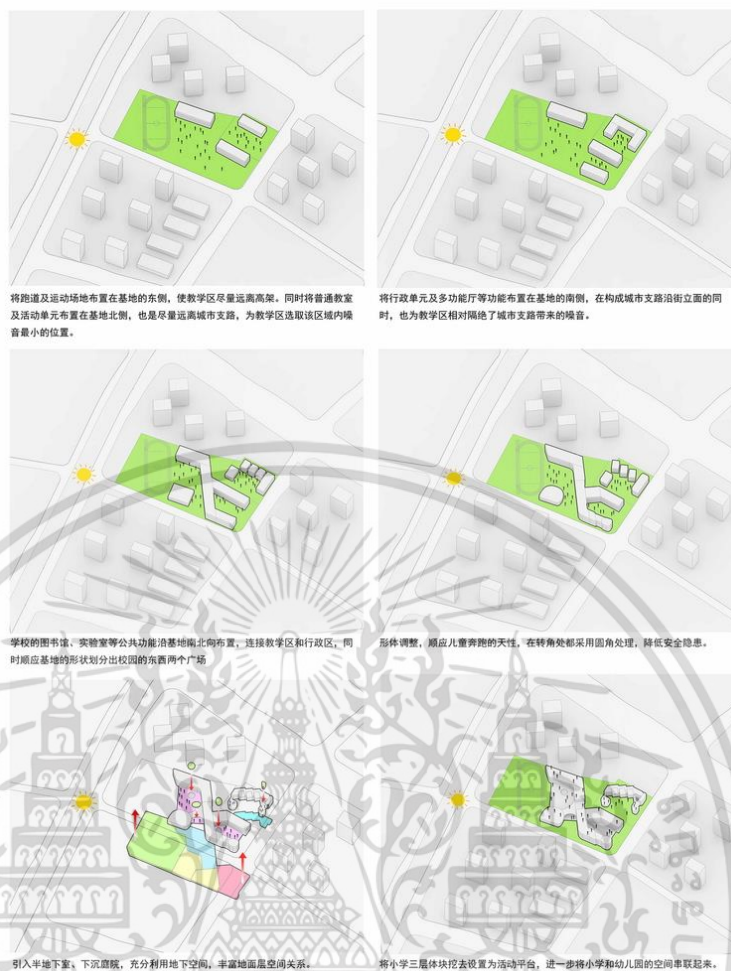 将跑道及运动场地布置在基地的东侧，使教学区尽量远离高架。同时将普通教室
及活动单元布置在基地北侧，也是尽量远离城市支路，为教学区选取该区域内噪
音最小的位置。
将行政单元及多功能厅等功能布置在基地的南侧，在构成城市支路沿街立面的同
时，也为教学区相对隔绝了城市支路带来的噪音。
学校的图书馆、实验室等公共功能沿基地南北向布置，连接教学区和行政区，同
时顺应基地的形状划分出校园的东西两个广场
形体调整，顺应儿童奔跑的天性，在转角处都采用圆角处理，降低安全隐患。
引入半地下室、下沉庭院，充分利用地下空间，丰富地面层空间关系。
将小学三层体块挖去设置为活动平台，进一步将小学和幼儿园的空间串联起来。